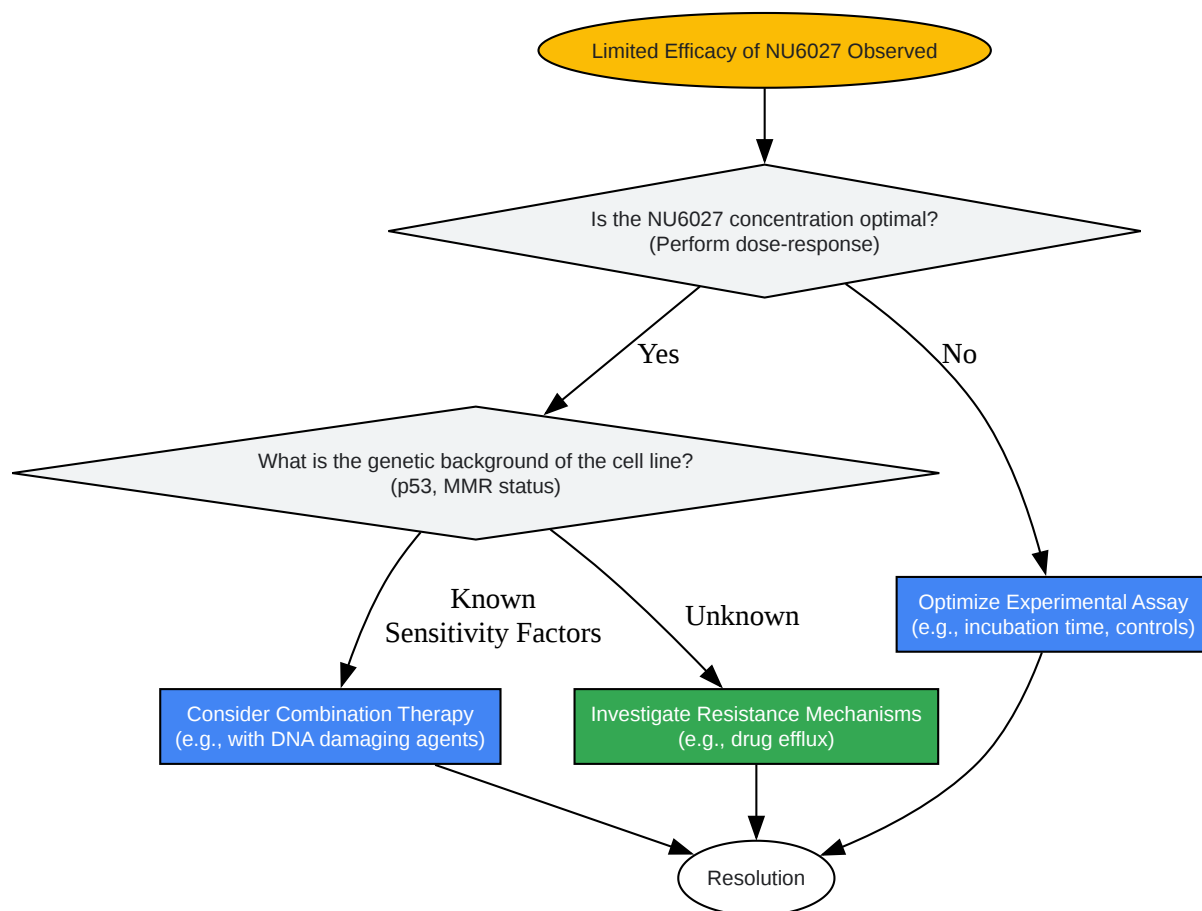 Limited Efficacy of NU6027 Observed
Is the NU6027 concentration optimal?
(Perform dose-response)
Yes
No
What is the genetic background of the cell line?
(p53, MMR status)
Known
Sensitivity Factors
Unknown
Optimize Experimental Assay
(e.g., incubation time, controls)
Consider Combination Therapy
(e.g., with DNA damaging agents)
Investigate Resistance Mechanisms
(e.g., drug efflux)
Resolution